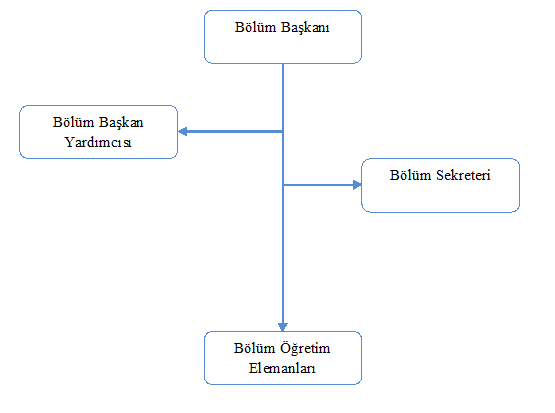 Bölüm Başkanı
Bölüm Başkan
Yardımcısı
Bölüm Sekreteri
Bölüm Öğretim
Elemanları